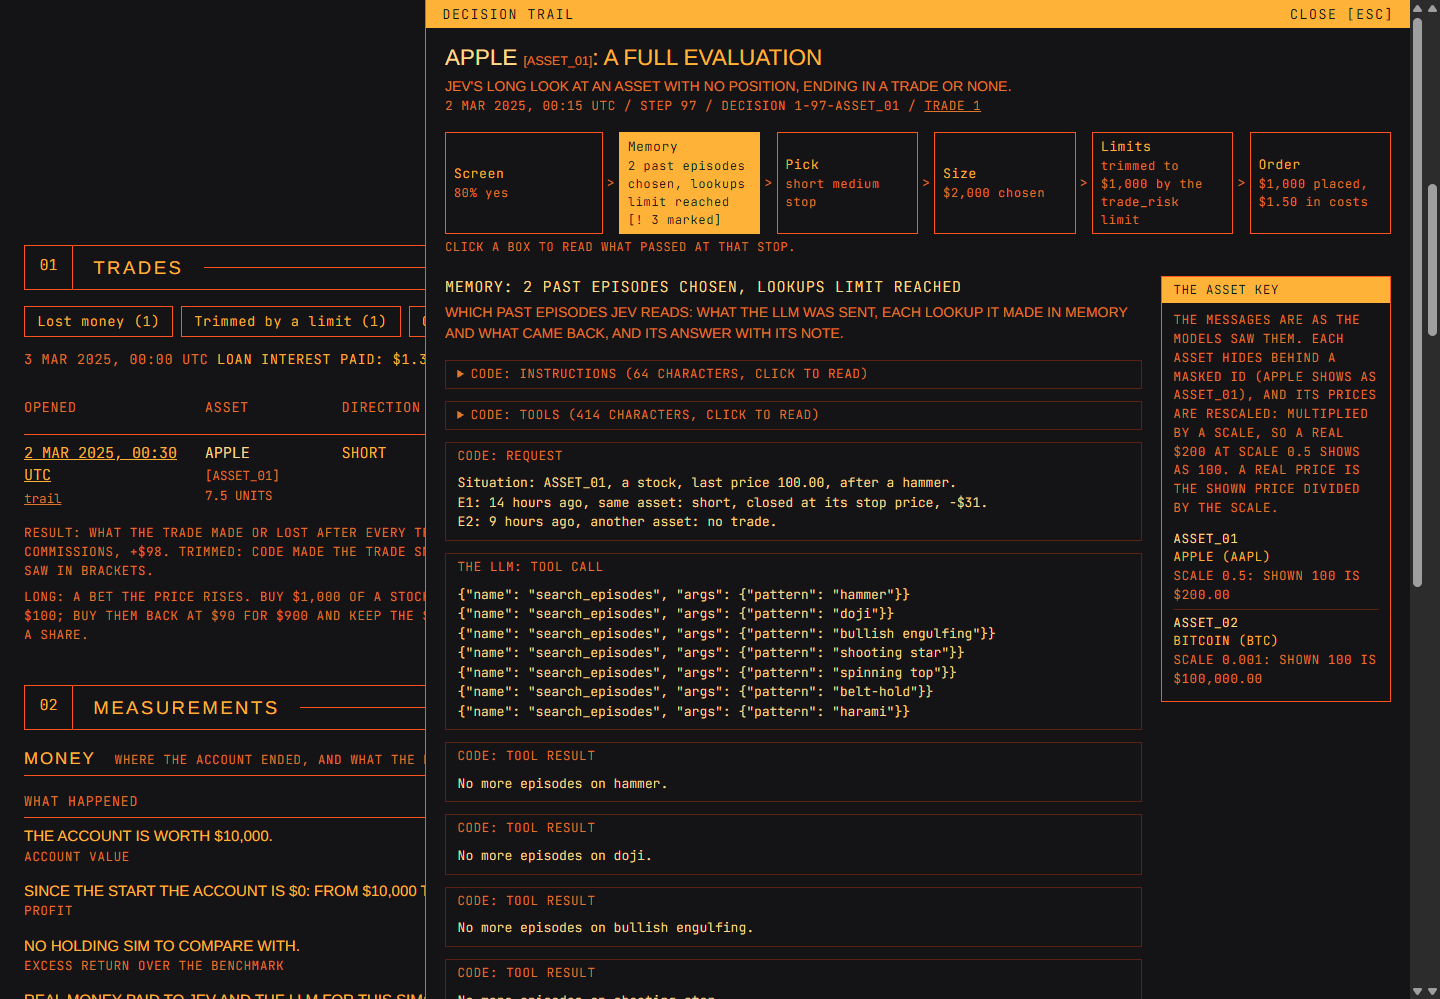 DECISION TRAIL
CLOSE [ESC]
APPLE [ASSET_01]: A FULL EVALUATION
JEV'S LONG LOOK AT AN ASSET WITH NO POSITION, ENDING IN A TRADE OR NONE.
2 MAR 2025, 00:15 UTC / STEP 97 / DECISION 1-97-ASSET_01 / TRADE 1
Screen
80% yes
>
Memory
2 past episodes
chosen, lookups
limit reached
[! 3 marked]
>
Pick
short medium
stop
>
Size
$2,000 chosen
>
Limits
trimmed to
$1,000 by the
trade_risk
limit
>
Order
$1,000 placed,
$1.50 in costs
CLICK A BOX TO READ WHAT PASSED AT THAT STOP.
MEMORY: 2 PAST EPISODES CHOSEN, LOOKUPS LIMIT REACHED
WHICH PAST EPISODES JEV READS: WHAT THE LLM WAS SENT, EACH LOOKUP IT MADE IN MEMORY
AND WHAT CAME BACK, AND ITS ANSWER WITH ITS NOTE.
CODE: INSTRUCTIONS (64 CHARACTERS, CLICK TO READ)
CODE: TOOLS (414 CHARACTERS, CLICK TO READ)
CODE: REQUEST
Situation: ASSET_01, a stock, last price 100.00, after a hammer.
E1: 14 hours ago, same asset: short, closed at its stop price, -$31.
E2: 9 hours ago, another asset: no trade.
THE LLM: TOOL CALL
{"name": "search_episodes", "args": {"pattern": "hammer"}}
{"name": "search_episodes", "args": {"pattern": "doji"}}
{"name": "search_episodes", "args": {"pattern": "bullish engulfing"}}
{"name": "search_episodes", "args": {"pattern": "shooting star"}}
{"name": "search_episodes", "args": {"pattern": "spinning top"}}
{"name": "search_episodes", "args": {"pattern": "belt-hold"}}
{"name": "search_episodes", "args": {"pattern": "harami"}}
CODE: TOOL RESULT
No more episodes on hammer.
CODE: TOOL RESULT
No more episodes on doji.
CODE: TOOL RESULT
No more episodes on bullish engulfing.
CODE: TOOL RESULT
THE ASSET KEY
THE MESSAGES ARE AS THE
MODELS SAW THEM. EACH
ASSET HIDES BEHIND A
MASKED ID (APPLE SHOWS AS
ASSET_01), AND ITS PRICES
ARE RESCALED: MULTIPLIED
BY A SCALE, SO A REAL
$200 AT SCALE 0.5 SHOWS
AS 100. A REAL PRICE IS
THE SHOWN PRICE DIVIDED
BY THE SCALE.
ASSET_01
APPLE (AAPL)
SCALE 0.5: SHOWN 100 IS
$200.00
ASSET_02
BITCOIN (BTC)
SCALE 0.001: SHOWN 100 IS
$100,000.00
01
TRADES
Lost money (1)
Trimmed by a limit (1)
3 MAR 2025, 00:00 UTC LOAN INTEREST PAID: $1.3
OPENED
ASSET
DIRECTION
2 MAR 2025, 00:30
UTC
trail
APPLE
[ASSET_01]
7.5 UNITS
SHORT
RESULT: WHAT THE TRADE MADE OR LOST AFTER EVERY
COMMISSIONS, +$98. TRIMMED: CODE MADE THE TRADE
SAW IN BRACKETS.
LONG: A BET THE PRICE RISES. BUY $1,000 OF A
$100; BUY THEM BACK AT $90 FOR $900 AND KEEP THE
A SHARE.
02
MEASUREMENTS
MONEY
WHERE THE ACCOUNT ENDED, AND WHAT THE
WHAT HAPPENED
THE ACCOUNT IS WORTH $10,000.
ACCOUNT VALUE
SINCE THE START THE ACCOUNT IS $0: FROM $10,000
PROFIT
NO HOLDING SIM TO COMPARE WITH.
EXCESS RETURN OVER THE BENCHMARK
REAL MONEY PAID TO JEV AND THE LLM FOR THIS